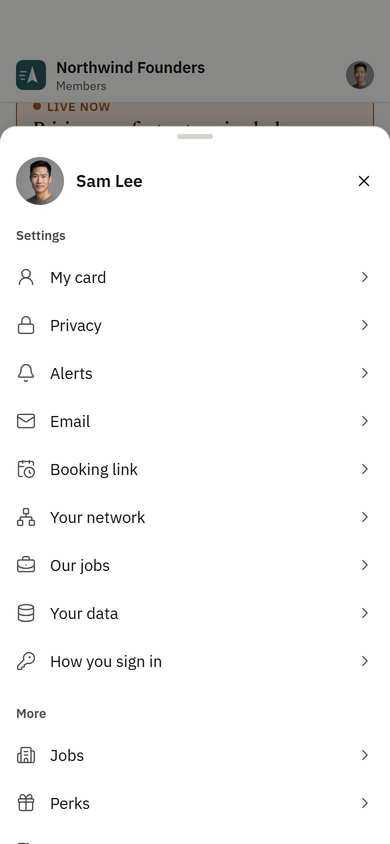 Northwind Founders
Members
LIVE NOW
Sam Lee
Settings
My card
Privacy
Alerts
Email
Booking link
Your network
Our jobs
Your data
How you sign in
More
Jobs
Perks